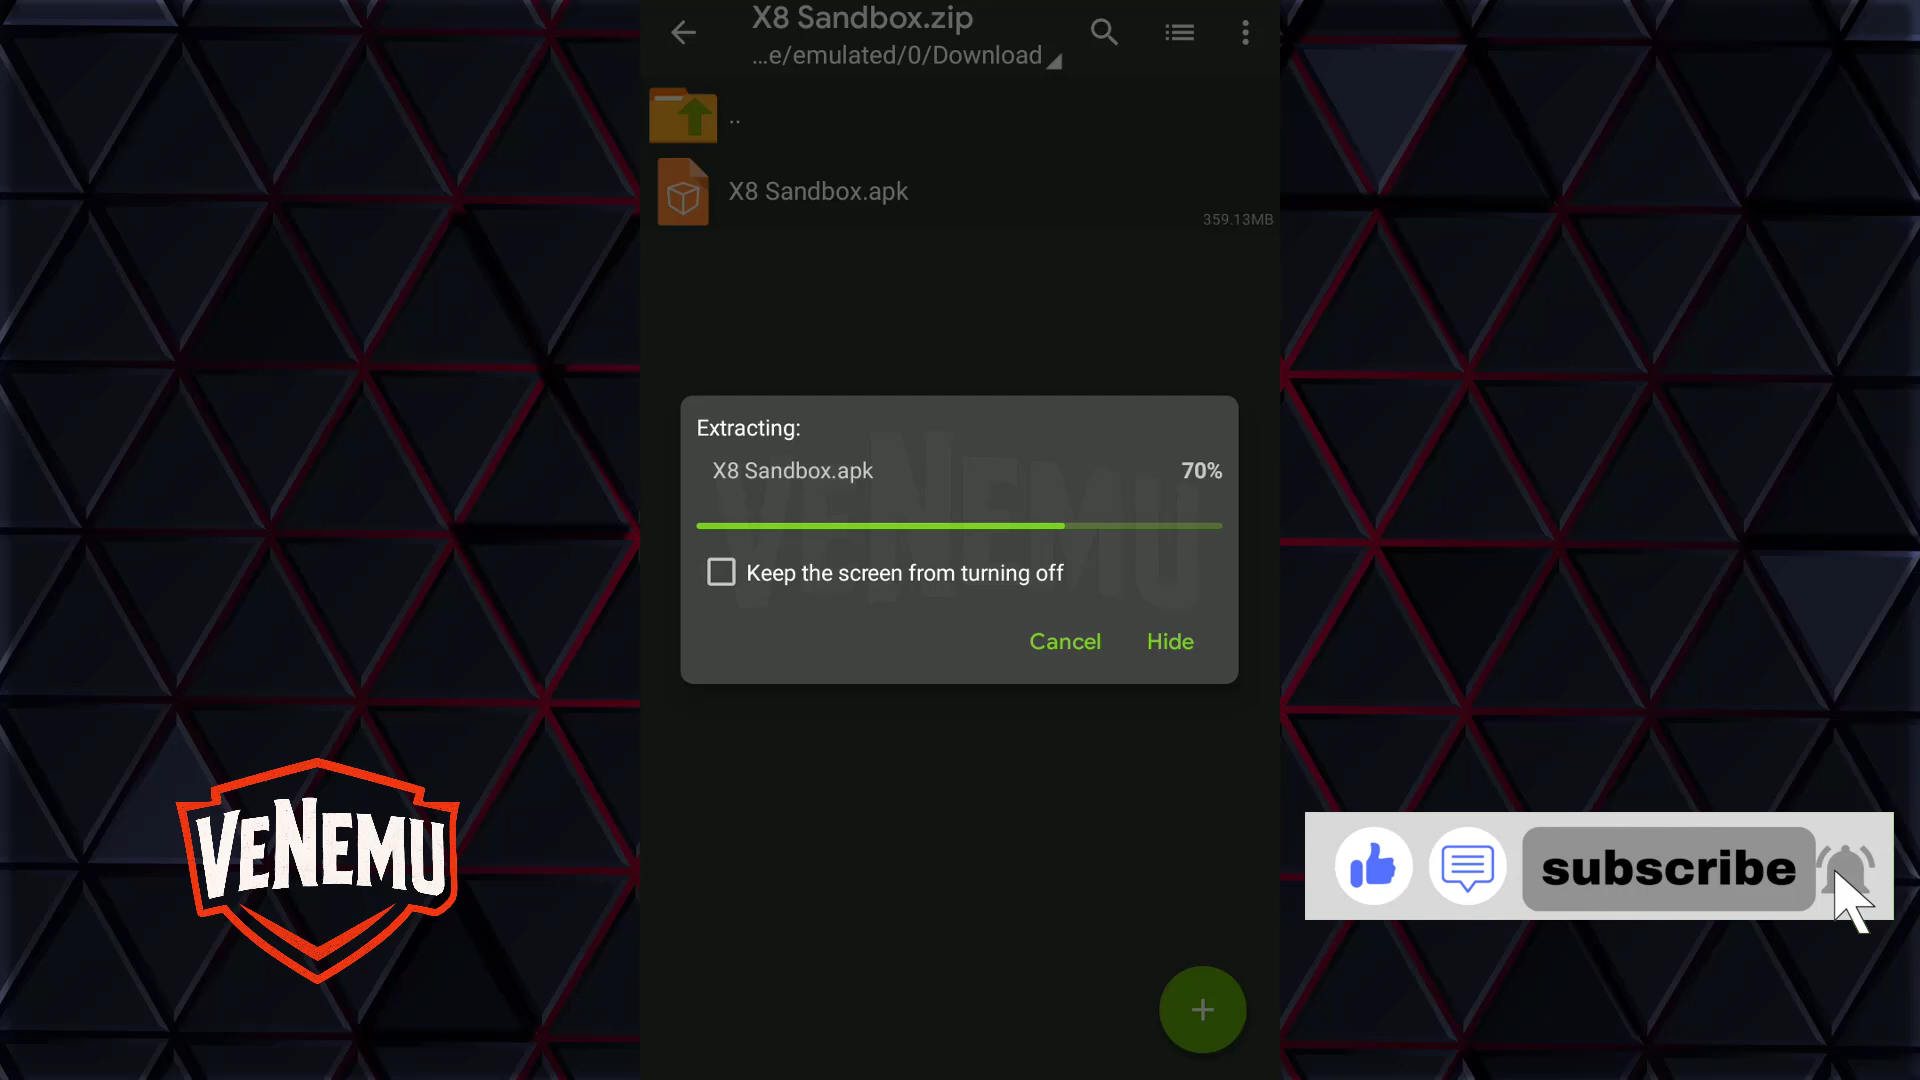 X8 Sandbox.zip
...e/emulated/0/Download
..
X8 Sandbox.apk
359.13MB
Extracting:
X8 Sandbox.apk
70%
Keep the screen from turning off
Cancel
Hide
VENEMU
VENEMU
subscribe